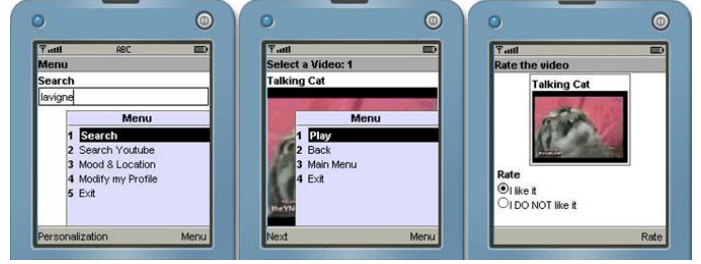 ABC
Menu
Search
lavigne
Menu
1 Search
2 Search Youtube
3 Mood & Location
4 Modify my Profile
5 Exit
Personalization Menu
Select a Video: 1
Talking Cat
Menu
1 Play
2 Back
3 Main Menu
4 Exit
Next Menu
Rate the video
Talking Cat
Rate
I like it
I DO NOT like it
Rate